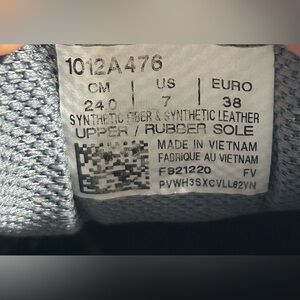 1012A476
CM US EURO
24.0 7 38
SYNTHETIC FIBER & SYNTHETIC LEATHER
UPPER / RUBBER SOLE
MADE IN VIETNAM
FABRIQUE AU VIETNAM
FB21220 FV
PVWH3SXCVLL82VN